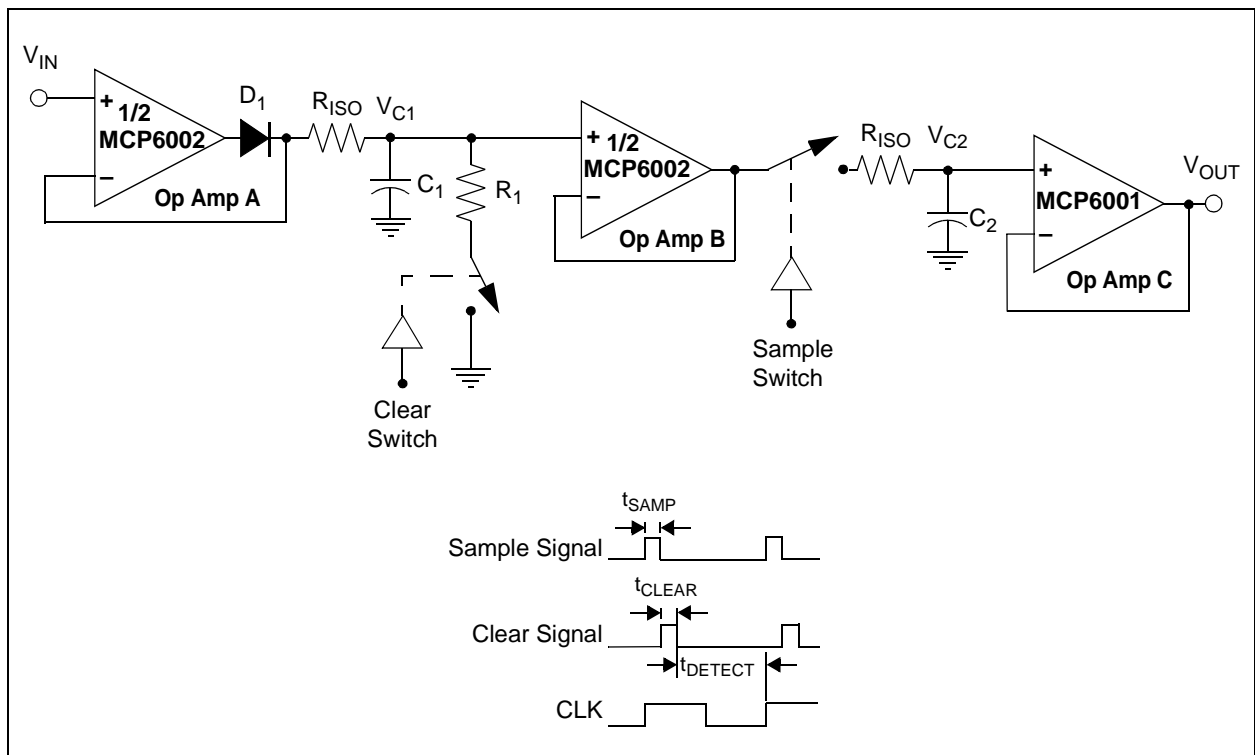 V_IN
+
1/2
MCP6002
−
Op Amp A
D_1
R_ISO
V_C1
C_1
R_1
+
1/2
MCP6002
−
Op Amp B
R_ISO
V_C2
C_2
+
MCP6001
−
Op Amp C
V_OUT
Clear
Switch
Sample
Switch
t_SAMP
Sample Signal
t_CLEAR
Clear Signal
t_DETECT
CLK